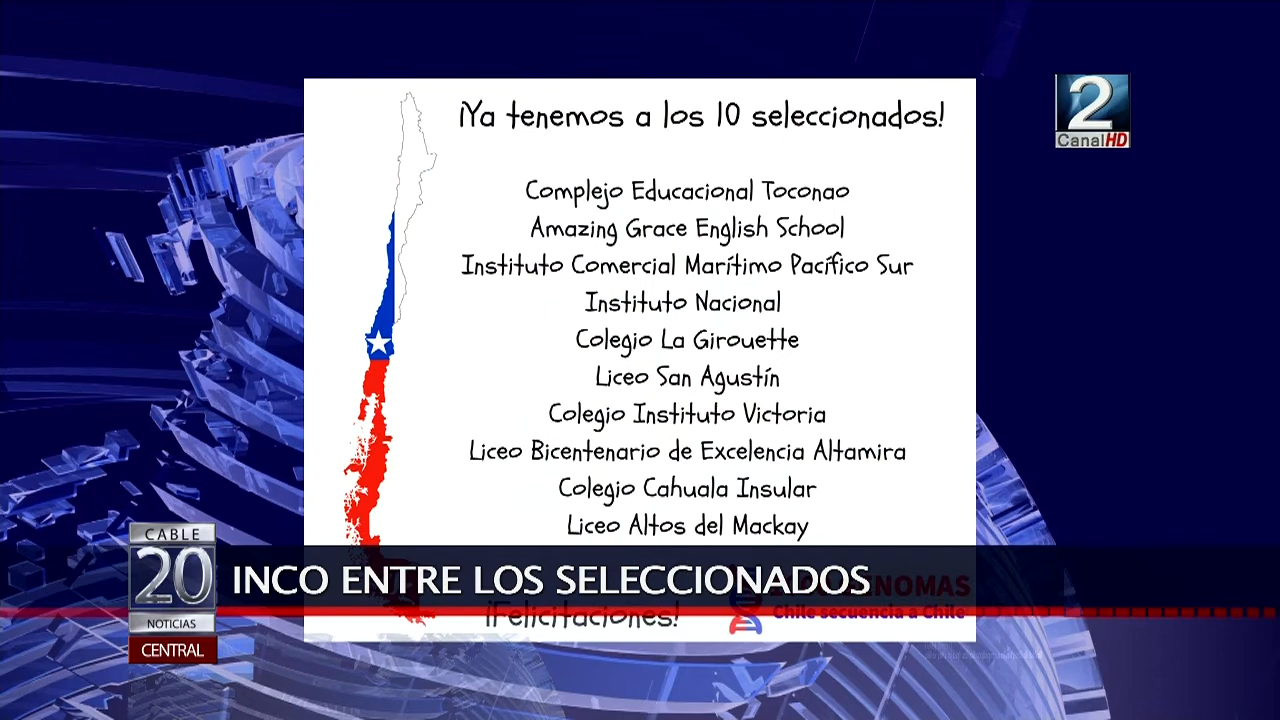 2
CanalHD
¡Ya tenemos a los 10 seleccionados!
Complejo Educacional Toconao
Amazing Grace English School
Instituto Comercial Marítimo Pacífico Sur
Instituto Nacional
Colegio La Girouette
Liceo San Agustín
Colegio Instituto Victoria
Liceo Bicentenario de Excelencia Altamira
Colegio Cahuala Insular
Liceo Altos del Mackay
CABLE
20
NOTICIAS
CENTRAL
INCO ENTRE LOS SELECCIONADOS
Chile secuencia a Chile
¡Felicitaciones!